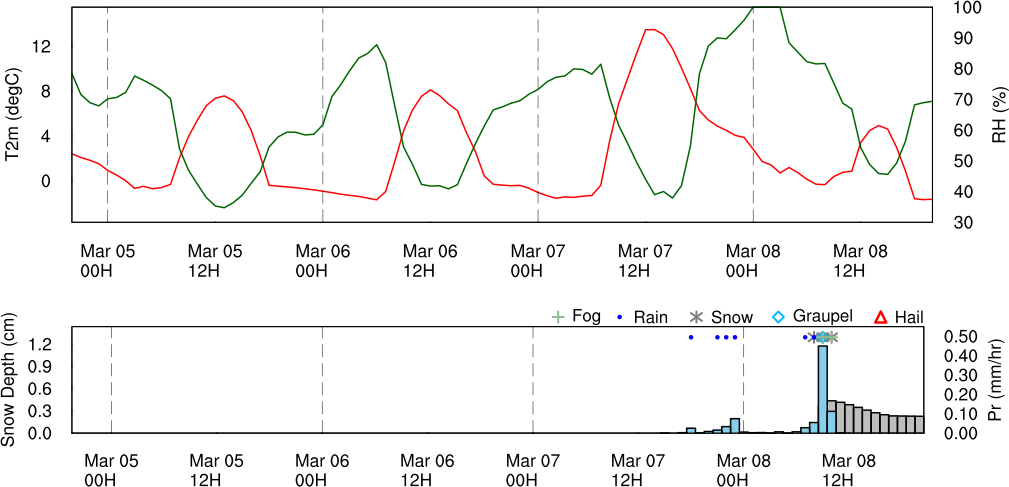 T2m (degC)
12
8
4
0
100
90
80
70
60
50
40
30
RH (%)
Mar 05 Mar 05 Mar 06 Mar 06 Mar 07 Mar 07 Mar 08 Mar 08
00H 12H 00H 12H 00H 12H 00H 12H
Fog Rain Snow Graupel Hail
Snow Depth (cm)
1.2
0.9
0.6
0.3
0.0
0.50
0.40
0.30
0.20
0.10
0.00
Pr (mm/hr)
Mar 05 Mar 05 Mar 06 Mar 06 Mar 07 Mar 07 Mar 08 Mar 08
00H 12H 00H 12H 00H 12H 00H 12H